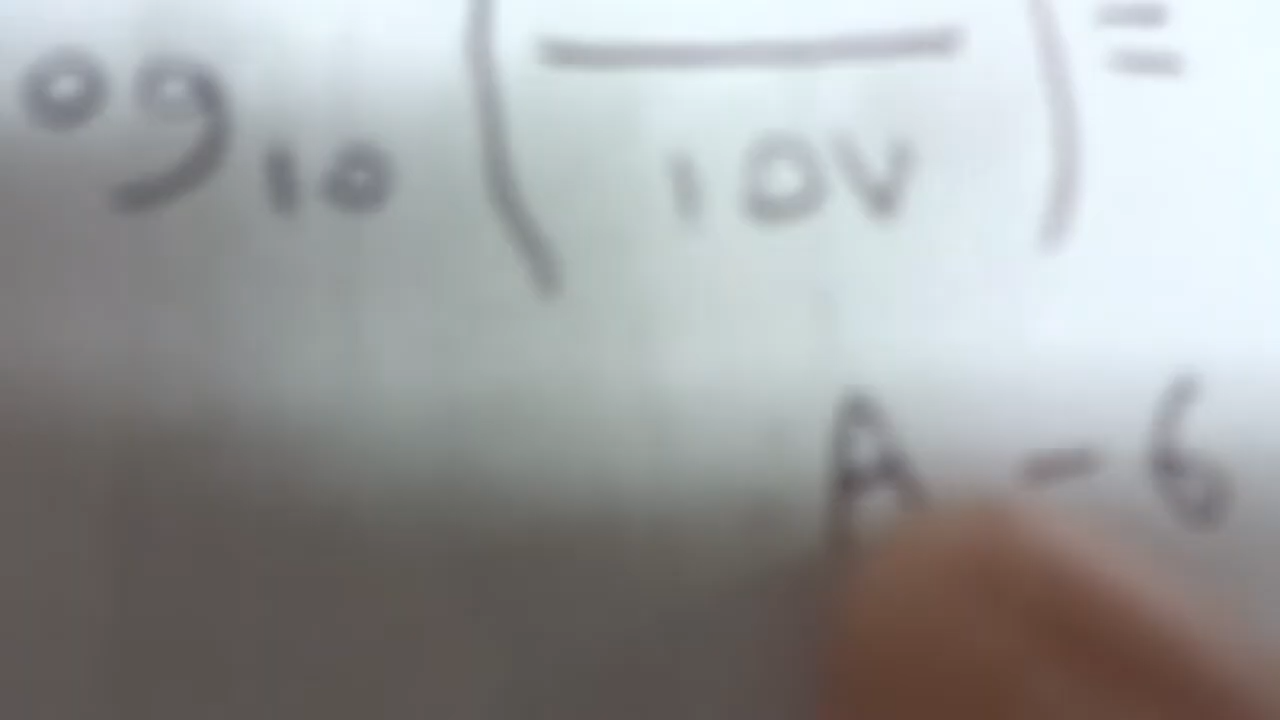 og₁₀ ( ── ) =
10V
A - 6